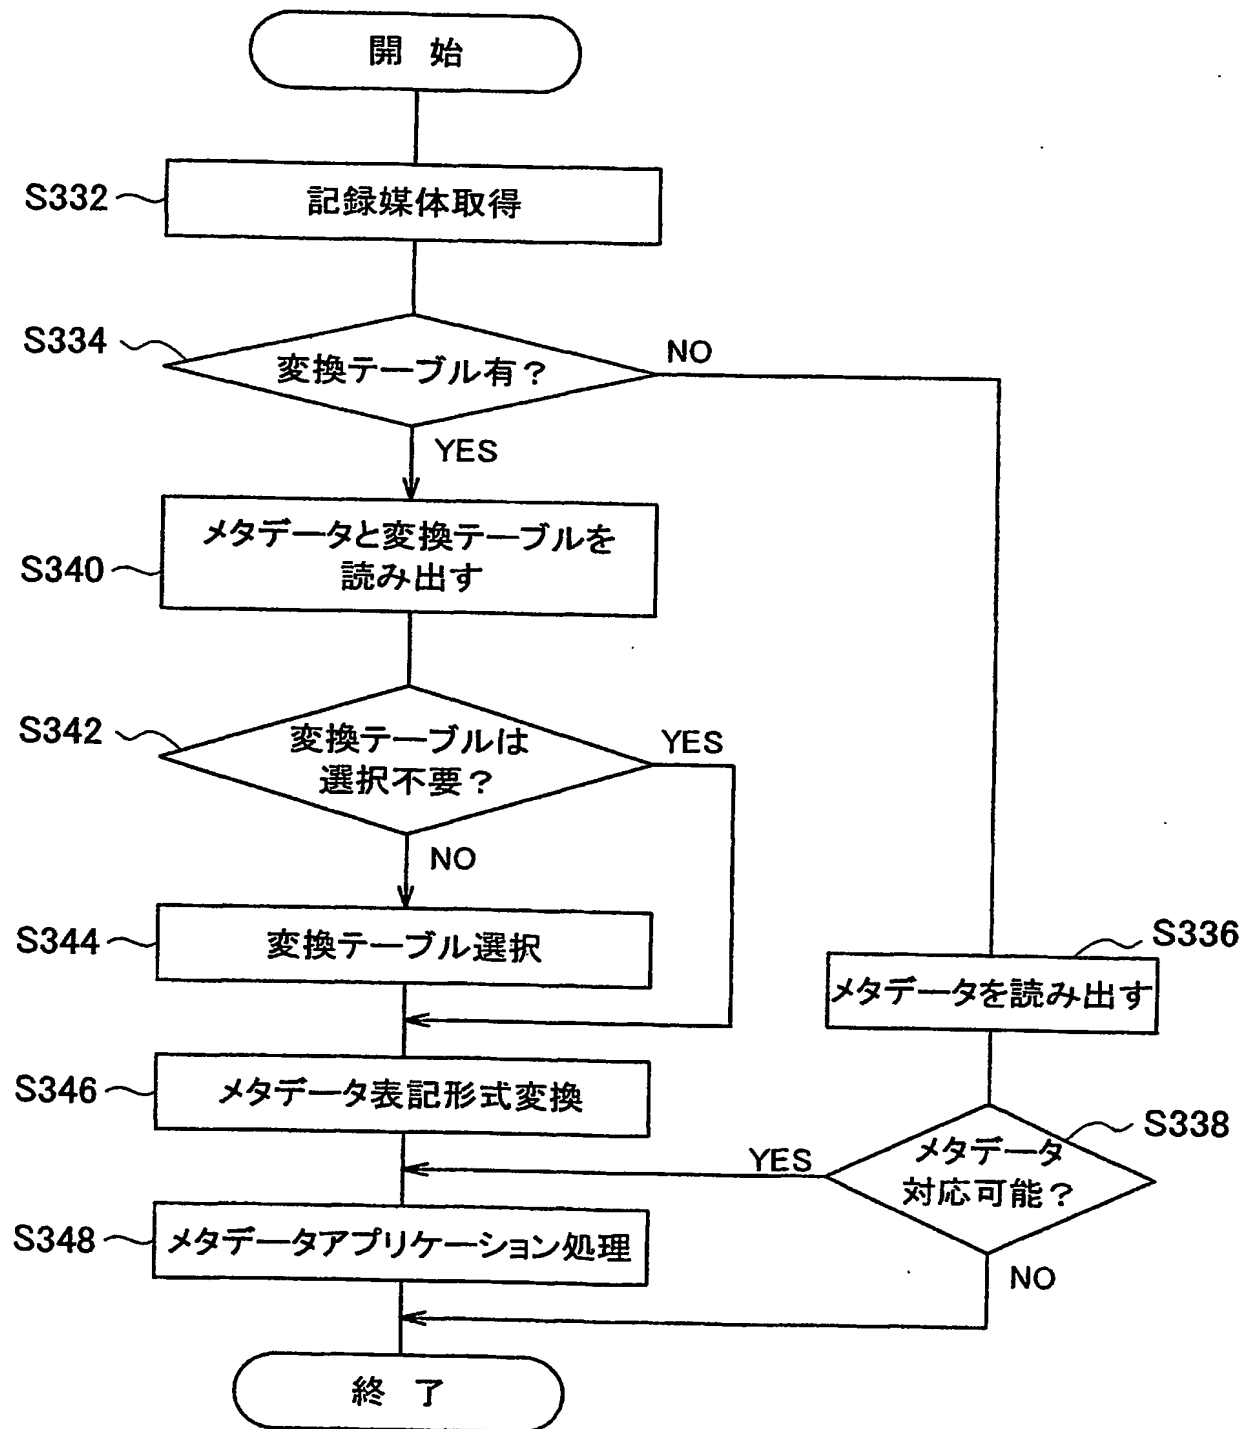 開 始
S332
記録媒体取得
S334
変換テーブル有?
NO
YES
S340
メタデータと変換テーブルを
読み出す
S342
変換テーブルは
選択不要?
YES
NO
S344
変換テーブル選択
S336
メタデータを読み出す
S346
メタデータ表記形式変換
S338
メタデータ
対応可能?
YES
NO
S348
メタデータアプリケーション処理
終 了